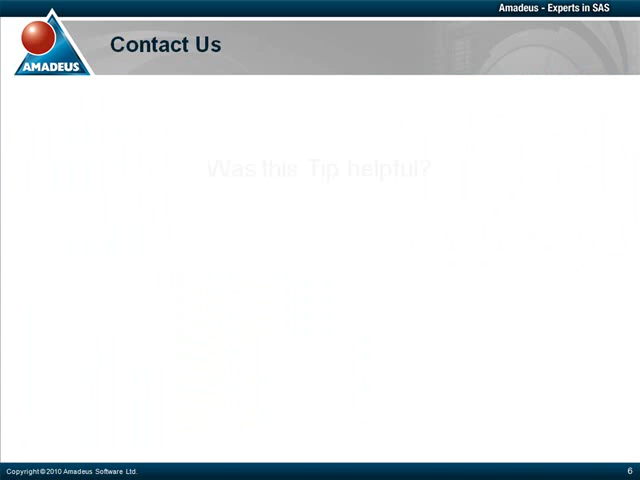 Amadeus - Experts in SAS
AMADEUS
Contact Us
Was this Tip helpful?
Copyright © 2010 Amadeus Software Ltd.
6